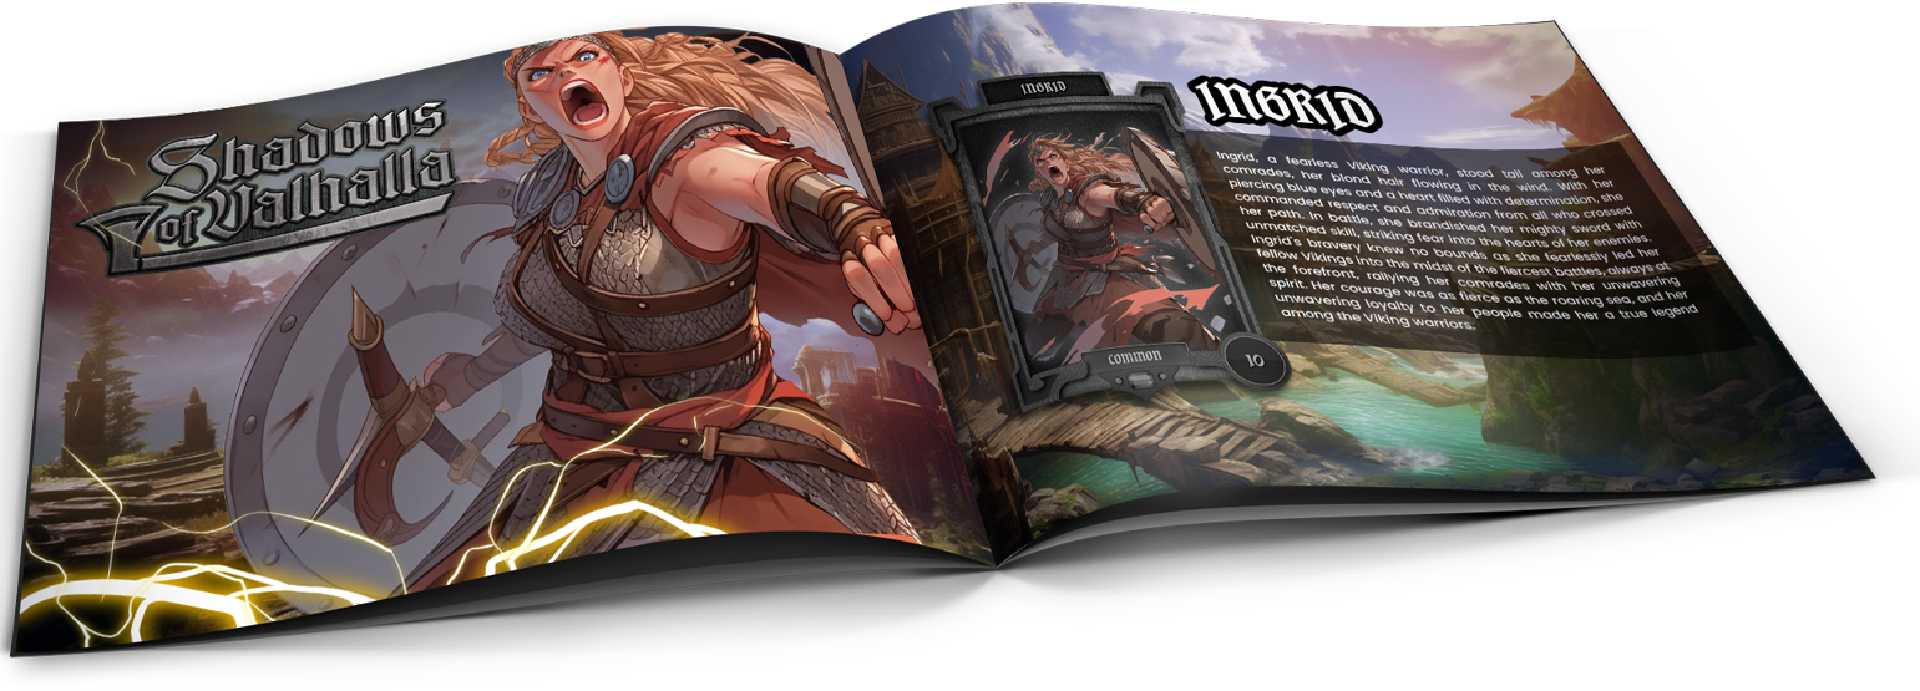 Shadows
of Valhalla
INGRID
INGRID
Ingrid, a fearless viking warrior, stood tall among her
comrades, her blond hair flowing in the wind. With her
piercing blue eyes and a heart filled with determination, she
commanded respect and admiration from all who crossed
her path. In battle, she brandished her mighty sword with
unmatched skill, striking fear into the hearts of her enemies.
Ingrid's bravery knew no bounds as she fearlessly led her
fellow Vikings into the midst of the fiercest battles, always at
the forefront, rallying her comrades with her unwavering
spirit. Her courage was as fierce as the roaring sea, and her
unwavering loyalty to her people made her a true legend
among the Viking warriors.
common
10